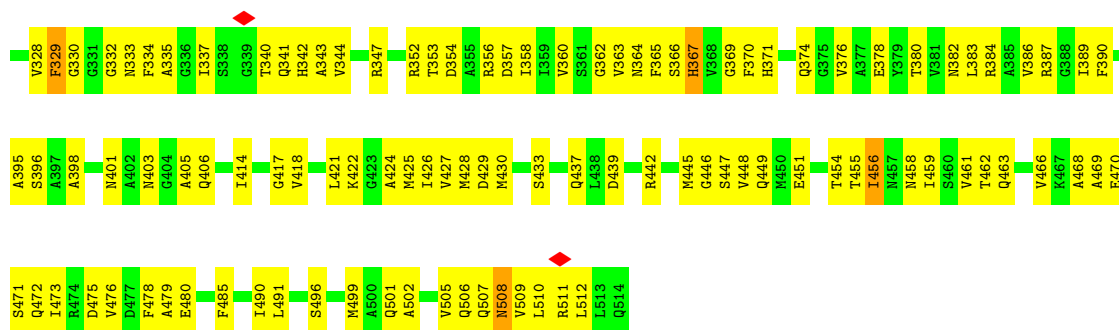 V328 F329 G330 G331 G332 N333 F334 A335 G336 I337 S338 G339 T340 Q341 H342 A343 V344 R347 R352 T353 D354 A355 R356 D357 I358 I359 V360 S361 G362 V363 N364 F365 S366 H367 V368 G369 F370 H371 Q374 G375 V376 A377 E378 Y379 T380 V381 N382 L383 R384 A385 V386 R387 G388 I389 F390
A395 S396 A397 A398 N401 A402 N403 G404 A405 Q406 I414 G417 V418 L421 K422 G423 A424 M425 I426 V427 M428 D429 M430 S433 Q437 L438 D439 R442 M445 G446 S447 V448 Q449 M450 E451 T454 T455 I456 N457 N458 I459 S460 V461 T462 Q463 V466 K467 A468 A469 E470
S471 Q472 I473 R474 D475 V476 D477 F478 A479 E480 F485 I490 L491 S496 M499 A500 Q501 A502 V505 Q506 Q507 N508 V509 L510 R511 L512 L513 Q514